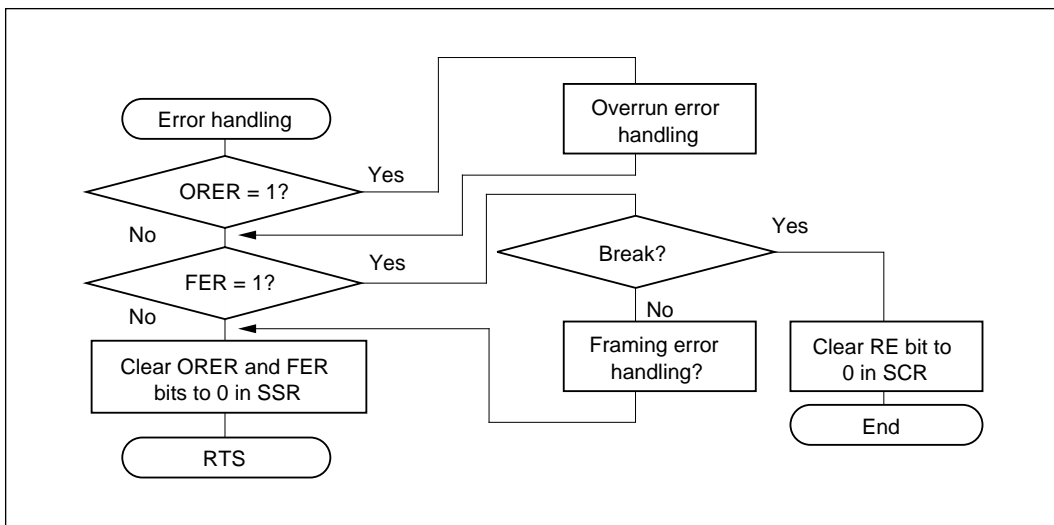 Error handling
ORER = 1?
Yes
No
Overrun error
handling
FER = 1?
Yes
No
Break?
Yes
No
Framing error
handling?
Clear RE bit to
0 in SCR
End
Clear ORER and FER
bits to 0 in SSR
RTS